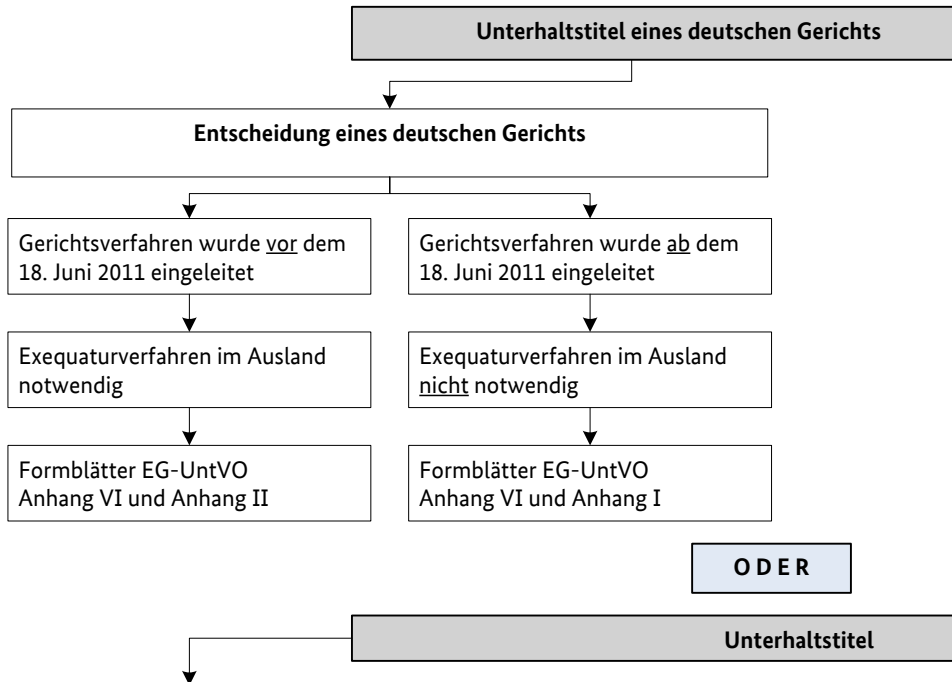 Unterhaltstitel eines deutschen Gerichts
Entscheidung eines deutschen Gerichts
Gerichtsverfahren wurde vor dem
18. Juni 2011 eingeleitet
Gerichtsverfahren wurde ab dem
18. Juni 2011 eingeleitet
Exequaturverfahren im Ausland
notwendig
Exequaturverfahren im Ausland
nicht notwendig
Formblätter EG-UntVO
Anhang VI und Anhang II
Formblätter EG-UntVO
Anhang VI und Anhang I
O D E R
Unterhaltstitel